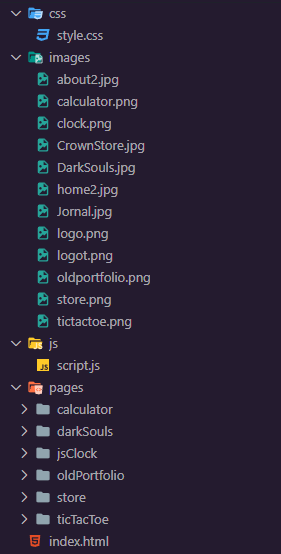 css
style.css
images
about2.jpg
calculator.png
clock.png
CrownStore.jpg
DarkSouls.jpg
home2.jpg
Jornal.jpg
logo.png
logot.png
oldportfolio.png
store.png
tictactoe.png
js
JS script.js
pages
calculator
darkSouls
jsClock
oldPortfolio
store
ticTacToe
index.html